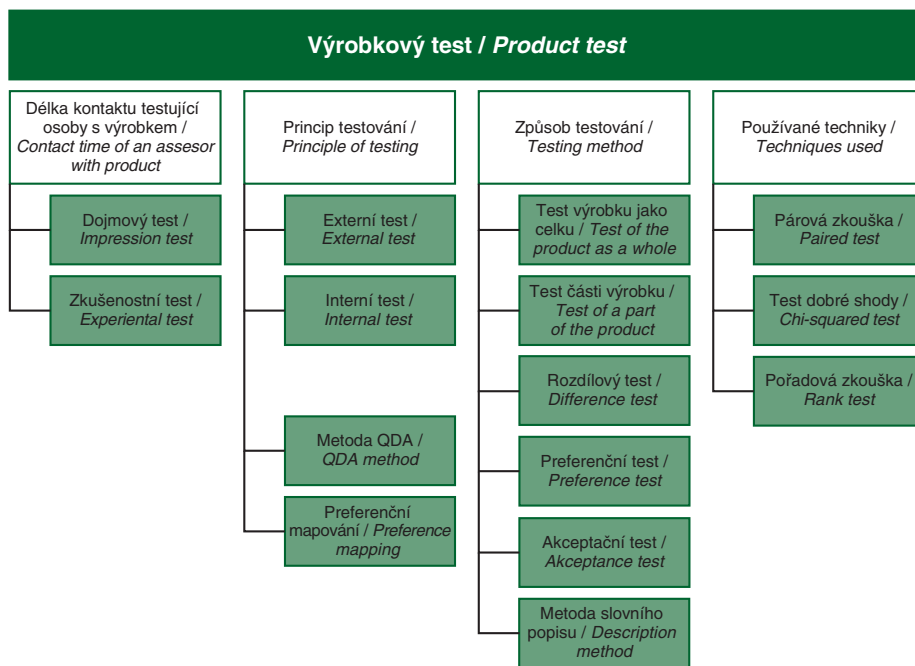 Výrobkový test / Product test
Délka kontaktu testující
osoby s výrobkem /
Contact time of an assesor
with product
Dojmový test /
Impression test
Zkušenostní test /
Experiental test
Princip testování /
Principle of testing
Externí test /
External test
Interní test /
Internal test
Metoda QDA /
QDA method
Preferenční
mapování / Preference
mapping
Způsob testování /
Testing method
Test výrobku jako
celku / Test of the
product as a whole
Test části výrobku /
Test of a part
of the product
Rozdílový test /
Difference test
Preferenční test /
Preference test
Akceptační test /
Akceptance test
Metoda slovního
popisu / Description
method
Používané techniky /
Techniques used
Párová zkouška /
Paired test
Test dobré shody /
Chi-squared test
Pořadová zkouška /
Rank test